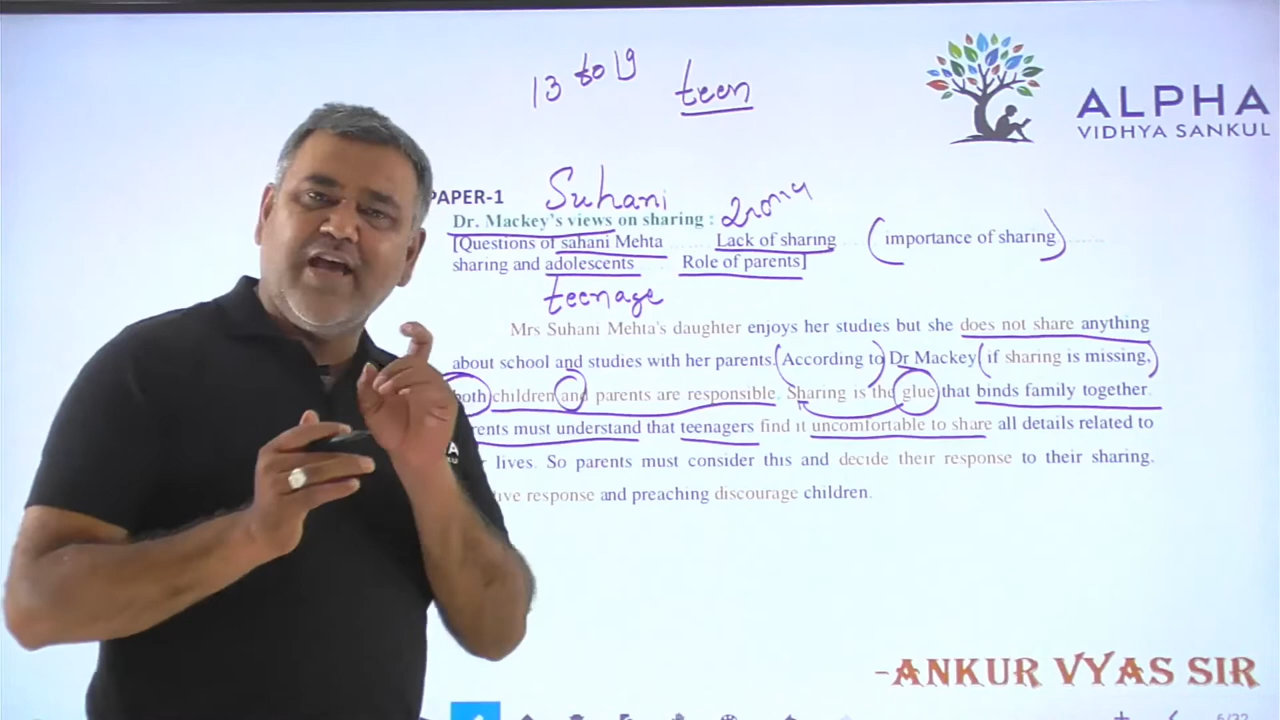 13 to 19 teen
ALPHA
VIDHYA SANKUL
PAPER-1 Suhani
Dr. Mackey's views on sharing :
[Questions of sahani Mehta ...... Lack of sharing ..... importance of sharing ......
sharing and adolescents ..... Role of parents]
teenage
Mrs Suhani Mehta's daughter enjoys her studies but she does not share anything
about school and studies with her parents. According to Dr Mackey if sharing is missing,
both children and parents are responsible. Sharing is the glue that binds family together.
rents must understand that teenagers find it uncomfortable to share all details related to
r lives. So parents must consider this and decide their response to their sharing.
tive response and preaching discourage children.
-ANKUR VYAS SIR